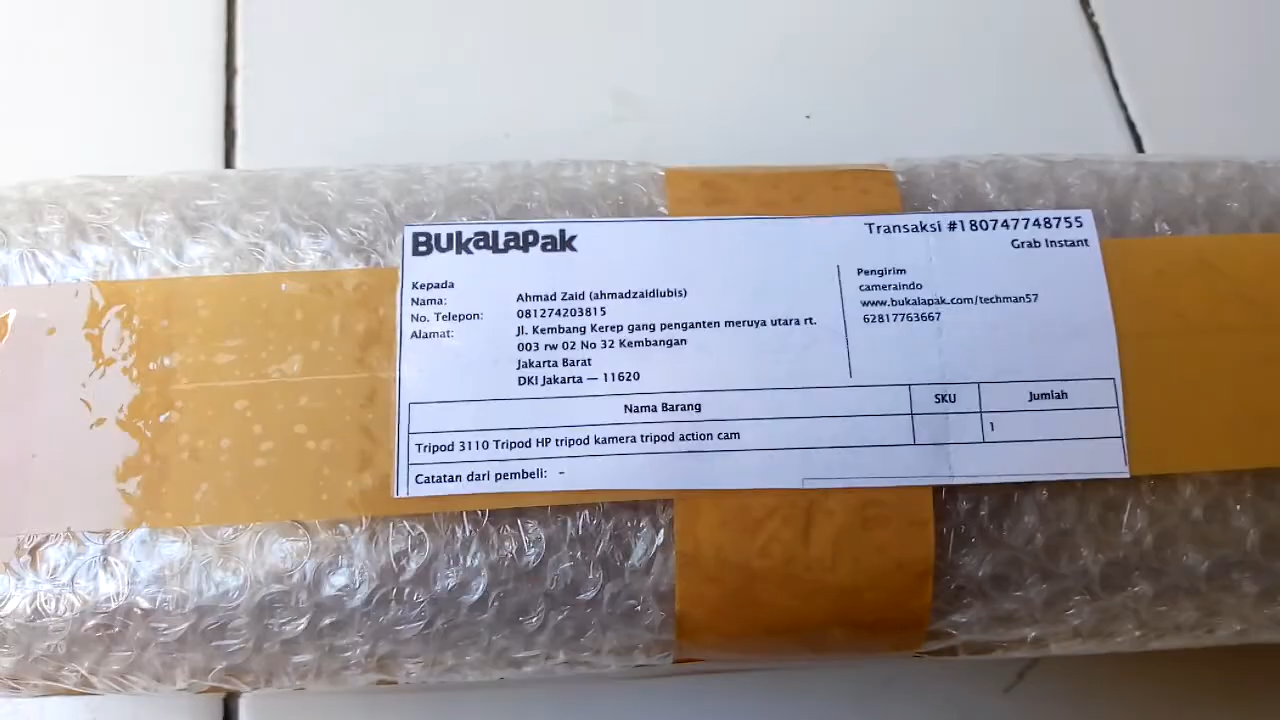 BukaLapak
Transaksi #180747748755
Grab Instant
Kepada
Nama: Ahmad Zaid (ahmadzaidlubis)
No. Telepon: 081274203815
Alamat: Jl. Kembang Kerep gang penganten meruya utara rt.
003 rw 02 No 32 Kembangan
Jakarta Barat
DKI Jakarta — 11620
Pengirim
cameraindo
www.bukalapak.com/techman57
62817763667
Nama Barang SKU Jumlah
Tripod 3110 Tripod HP tripod kamera tripod action cam 1
Catatan dari pembeli: -